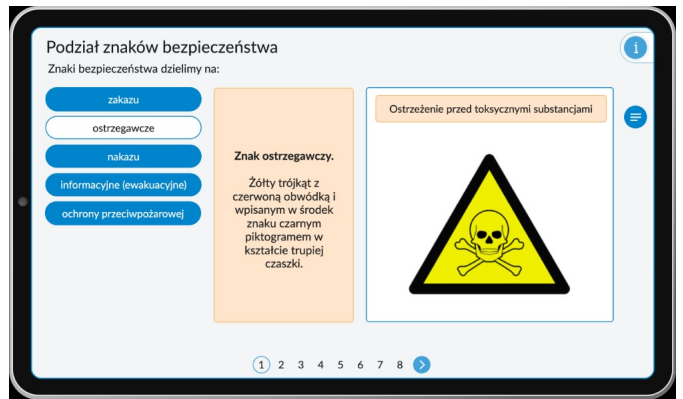 Podział znaków bezpieczeństwa
Znaki bezpieczeństwa dzielimy na:
zakazu
ostrzegawcze
nakazu
informacyjne (ewakuacyjne)
ochrony przeciwpożarowej
Znak ostrzegawczy.
Żółty trójkąt z
czerwoną obwódką i
wpisanym w środek
znaku czarnym
piktogramem w
kształcie trupiej
czaszki.
Ostrzeżenie przed toksycznymi substancjami
i
1 2 3 4 5 6 7 8